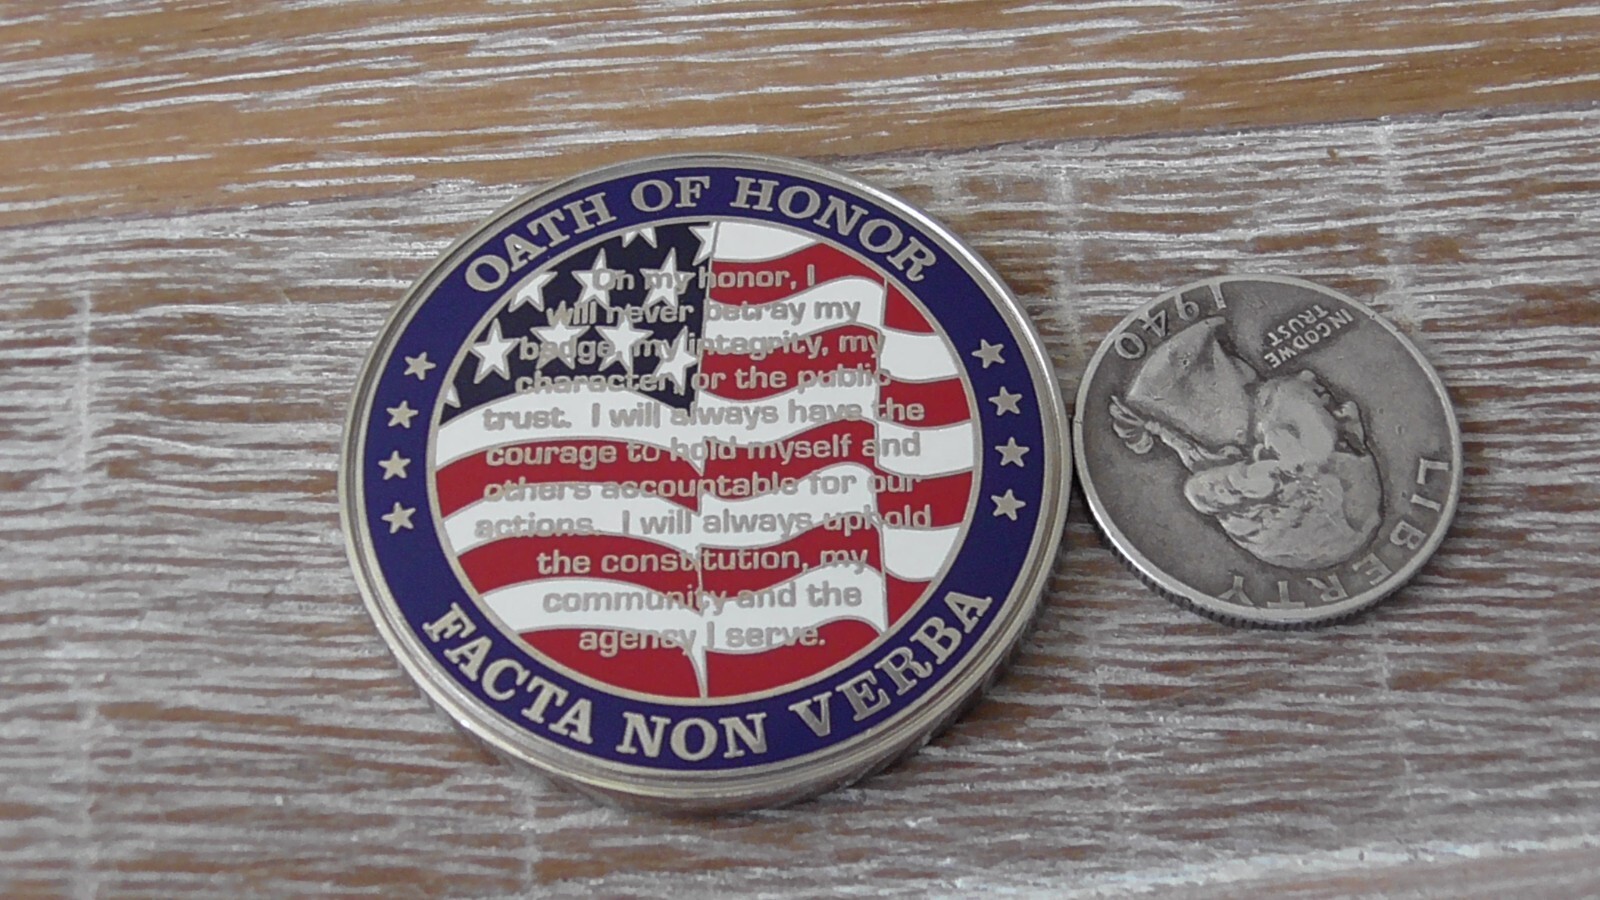 OATH OF HONOR
On my honor, I
will never betray my
badge, my integrity, my
character, or the public
trust. I will always have the
courage to hold myself and
others accountable for our
actions. I will always uphold
the constitution, my
community and the
agency I serve.
FACTA NON VERBA
1940
IN GOD WE
TRUST
LIBERTY